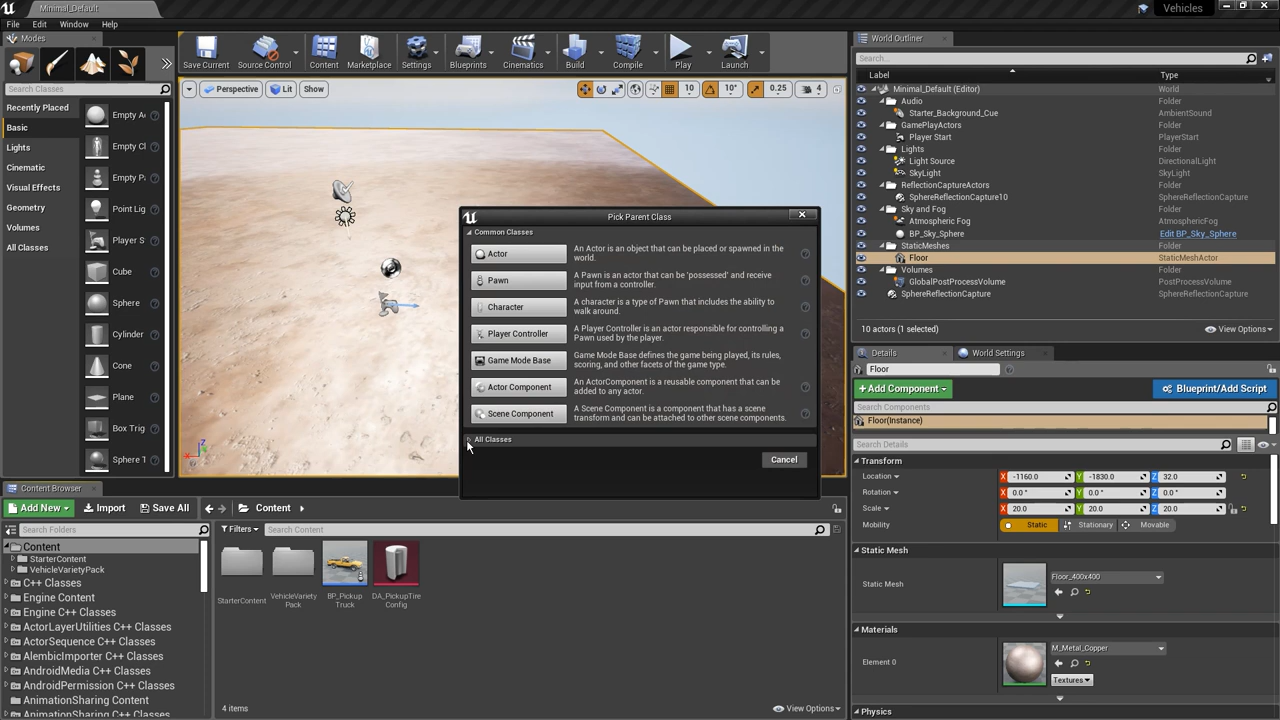 Minimal_Default
Vehicles
File Edit Window Help
Modes
Search Classes
Recently Placed
Basic
Lights
Cinematic
Visual Effects
Geometry
Volumes
All Classes
Empty A
Empty Cl
Empty P
Point Lig
Player S
Cube
Sphere
Cylinder
Cone
Plane
Box Trig
Sphere T
Save Current
Source Control
Content
Marketplace
Settings
Blueprints
Cinematics
Build
Compile
Play
Launch
Perspective
Lit
Show
10
10°
0.25
4
Pick Parent Class
Common Classes
Actor
An Actor is an object that can be placed or spawned in the
world.
Pawn
A Pawn is an actor that can be 'possessed' and receive
input from a controller.
Character
A character is a type of Pawn that includes the ability to
walk around.
Player Controller
A Player Controller is an actor responsible for controlling a
Pawn used by the player.
Game Mode Base
Game Mode Base defines the game being played, its rules,
scoring, and other facets of the game type.
Actor Component
An ActorComponent is a reusable component that can be
added to any actor.
Scene Component
A Scene Component is a component that has a scene
transform and can be attached to other scene components.
All Classes
Cancel
World Outliner
Search...
Label Type
Minimal_Default (Editor) World
Audio Folder
Starter_Background_Cue AmbientSound
GamePlayActors Folder
Player Start PlayerStart
Lights Folder
Light Source DirectionalLight
SkyLight SkyLight
ReflectionCaptureActors Folder
SphereReflectionCapture10 SphereReflectionCapture
Sky and Fog Folder
Atmospheric Fog AtmosphericFog
BP_Sky_Sphere Edit BP_Sky_Sphere
StaticMeshes Folder
Floor StaticMeshActor
Volumes Folder
GlobalPostProcessVolume PostProcessVolume
SphereReflectionCapture SphereReflectionCapture
10 actors (1 selected)
View Options
Details
World Settings
Floor
Add Component
Blueprint/Add Script
Search Components
Floor(Instance)
Search Details
Transform
Location X -1160.0 Y -1830.0 Z 32.0
Rotation X 0.0 ° Y 0.0 ° Z 0.0 °
Scale X 20.0 Y 20.0 Z 20.0
Mobility Static Stationary Movable
Static Mesh
Static Mesh
Floor_400x400
Materials
Element 0
M_Metal_Copper
Textures
Physics
Content Browser
Add New
Import
Save All
Content
Search Folders
Filters
Search Content
Content
StarterContent
VehicleVarietyPack
C++ Classes
Engine Content
Engine C++ Classes
ActorLayerUtilities C++ Classes
ActorSequence C++ Classes
AlembicImporter C++ Classes
AndroidMedia C++ Classes
AndroidPermission C++ Classes
AnimationSharing Content
AnimationSharing C++ Classes
StarterContent
VehicleVariety
Pack
BP_Pickup
Truck
DA_PickupTire
Config
4 items
View Options